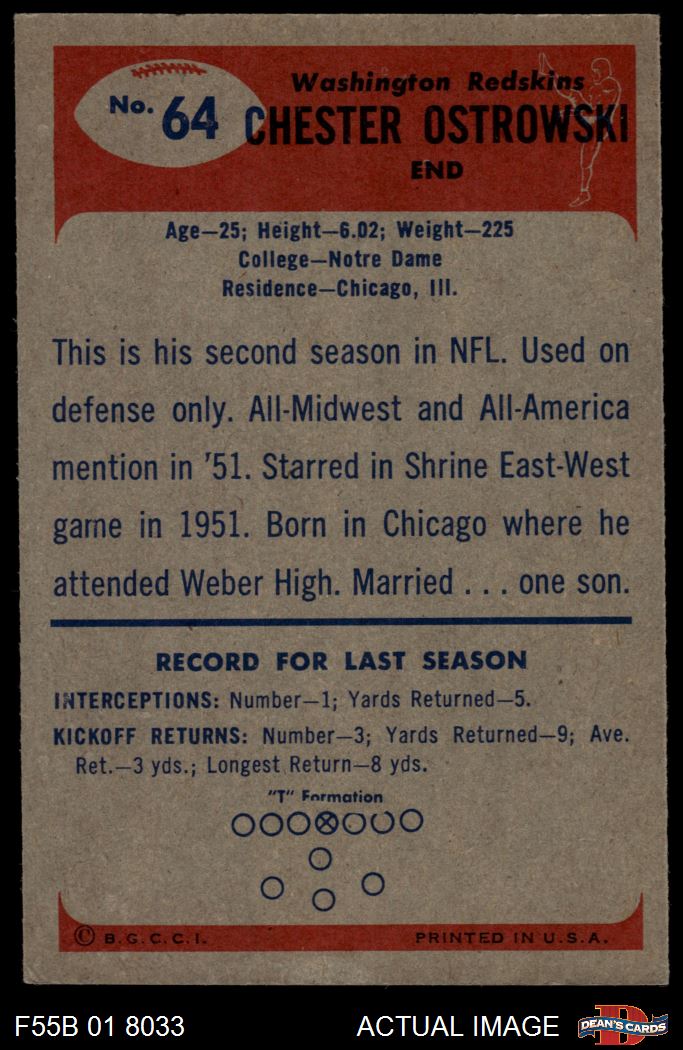 No. 64
Washington Redskins
CHESTER OSTROWSKI
END
Age—25; Height—6.02; Weight—225
College—Notre Dame
Residence—Chicago, Ill.
This is his second season in NFL. Used on
defense only. All-Midwest and All-America
mention in '51. Starred in Shrine East-West
game in 1951. Born in Chicago where he
attended Weber High. Married . . . one son.
RECORD FOR LAST SEASON
INTERCEPTIONS: Number—1; Yards Returned—5.
KICKOFF RETURNS: Number—3; Yards Returned—9; Ave.
Ret.—3 yds.; Longest Return—8 yds.
"T" Formation
© B.G.C.C.I.
PRINTED IN U.S.A.
F55B 01 8033
ACTUAL IMAGE
D
DEAN'S CARDS